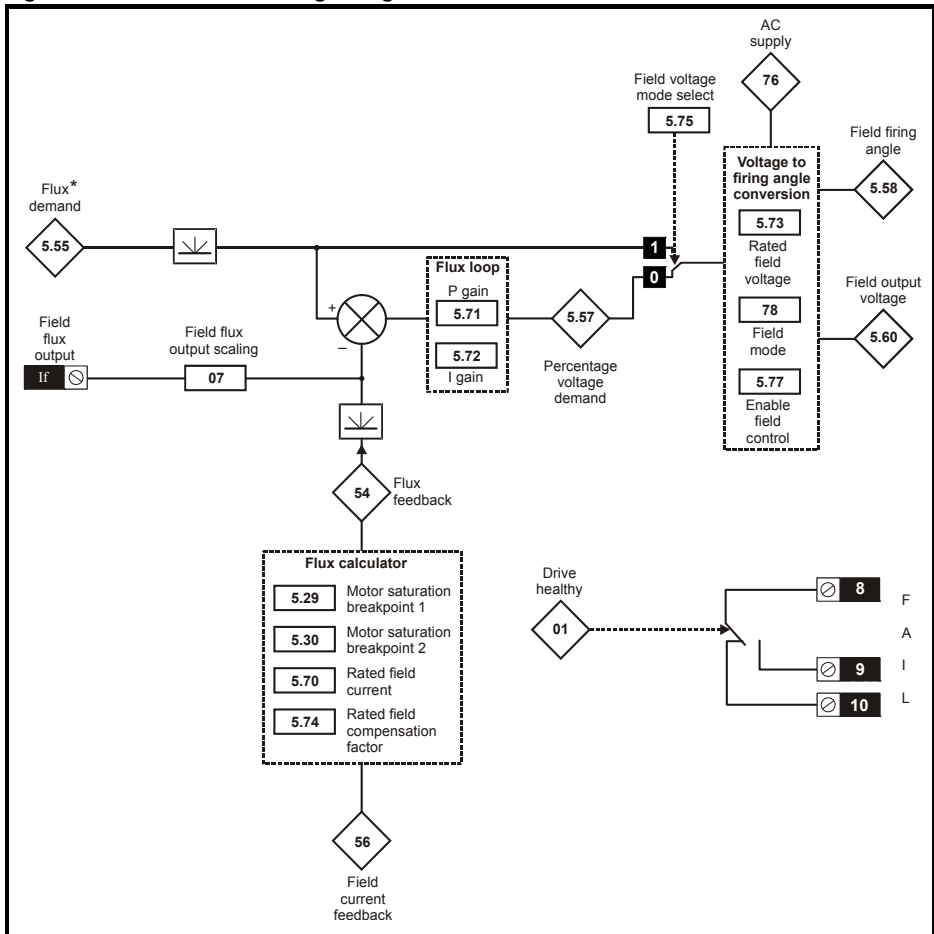 AC
supply
76
Field voltage
mode select
5.75
Field firing
angle
5.58
Flux*
demand
5.55
Voltage to
firing angle
conversion
5.73
Rated
field
voltage
78
Field
mode
5.77
Enable
field
control
1
0
Flux loop
P gain
5.71
5.72
I gain
5.57
Percentage
voltage
demand
Field output
voltage
5.60
Field
flux
output
If
Field flux
output scaling
07
+
–
54
Flux
feedback
Flux calculator
5.29
Motor saturation
breakpoint 1
5.30
Motor saturation
breakpoint 2
5.70
Rated field
current
5.74
Rated field
compensation
factor
56
Field
current
feedback
Drive
healthy
01
8
9
10
F
A
I
L